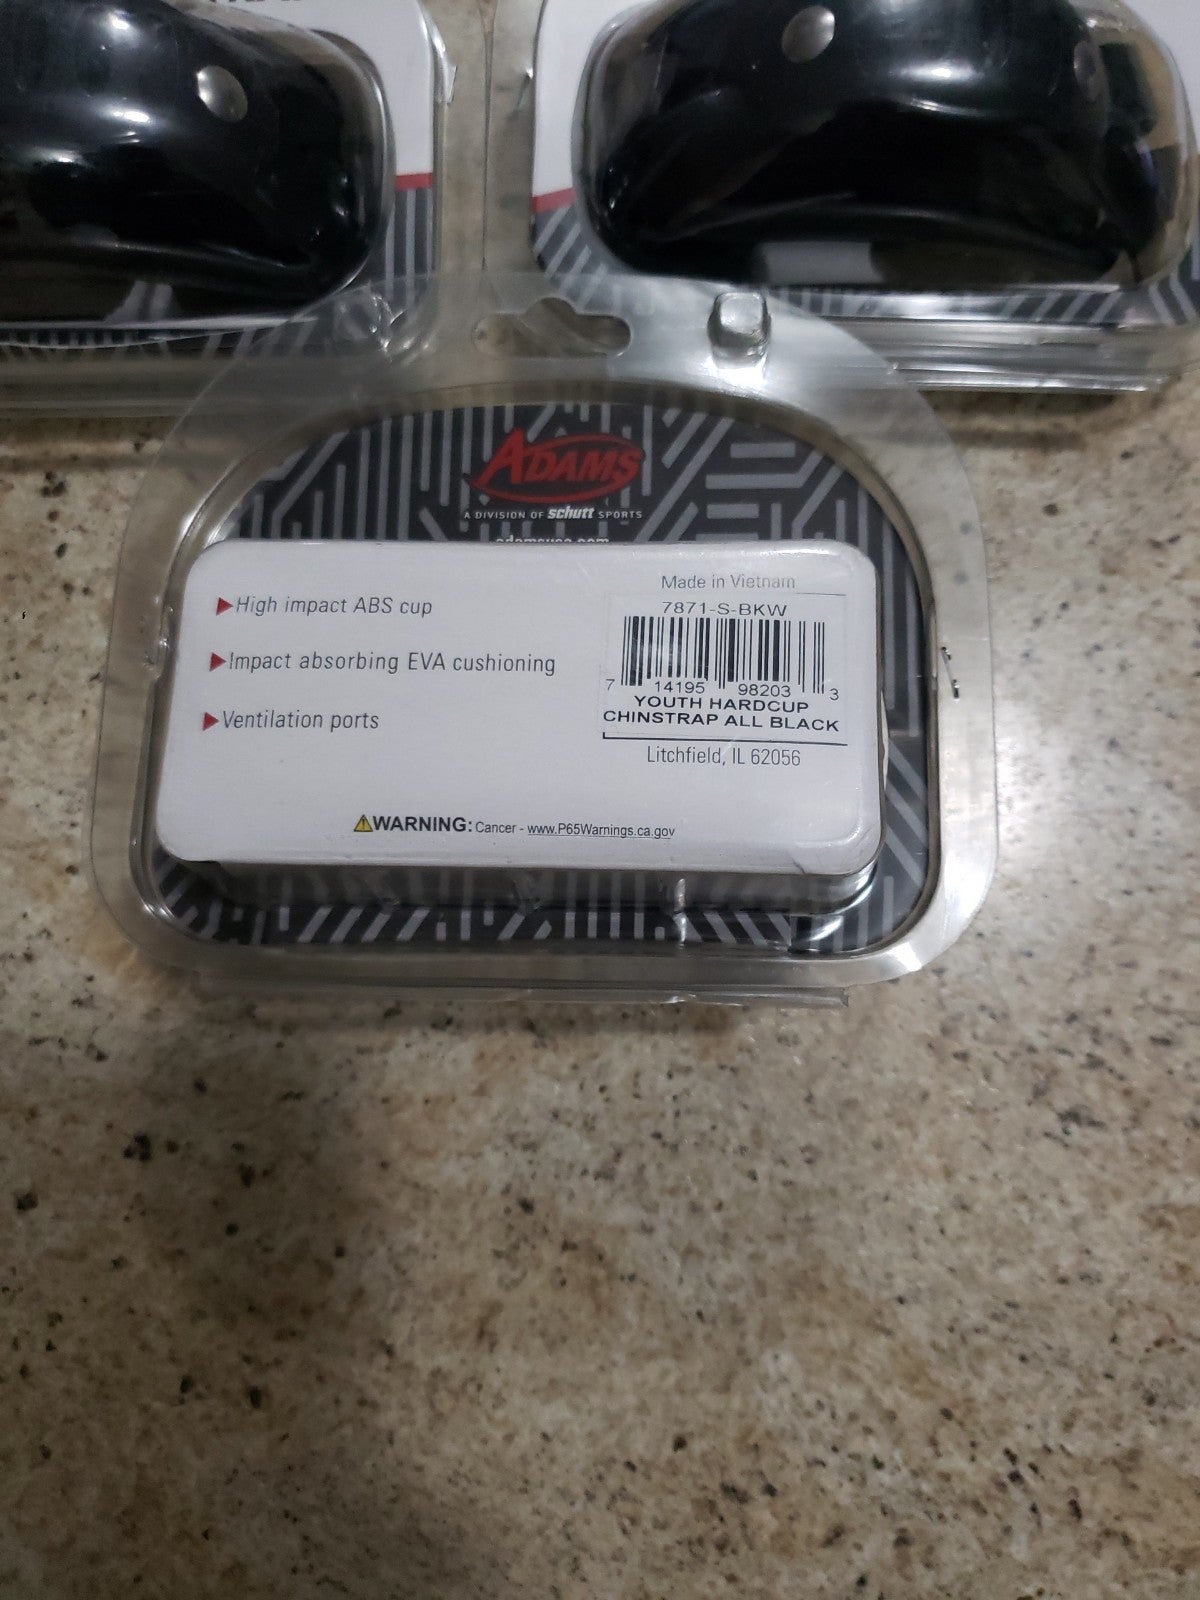 ADAMS
A DIVISION OF schutt SPORTS
adamsusa.com
High impact ABS cup
Impact absorbing EVA cushioning
Ventilation ports
Made in Vietnam
7871-S-BKW
7 14195 98203 3
YOUTH HARDCUP
CHINSTRAP ALL BLACK
Litchfield, IL 62056
WARNING: Cancer - www.P65Warnings.ca.gov